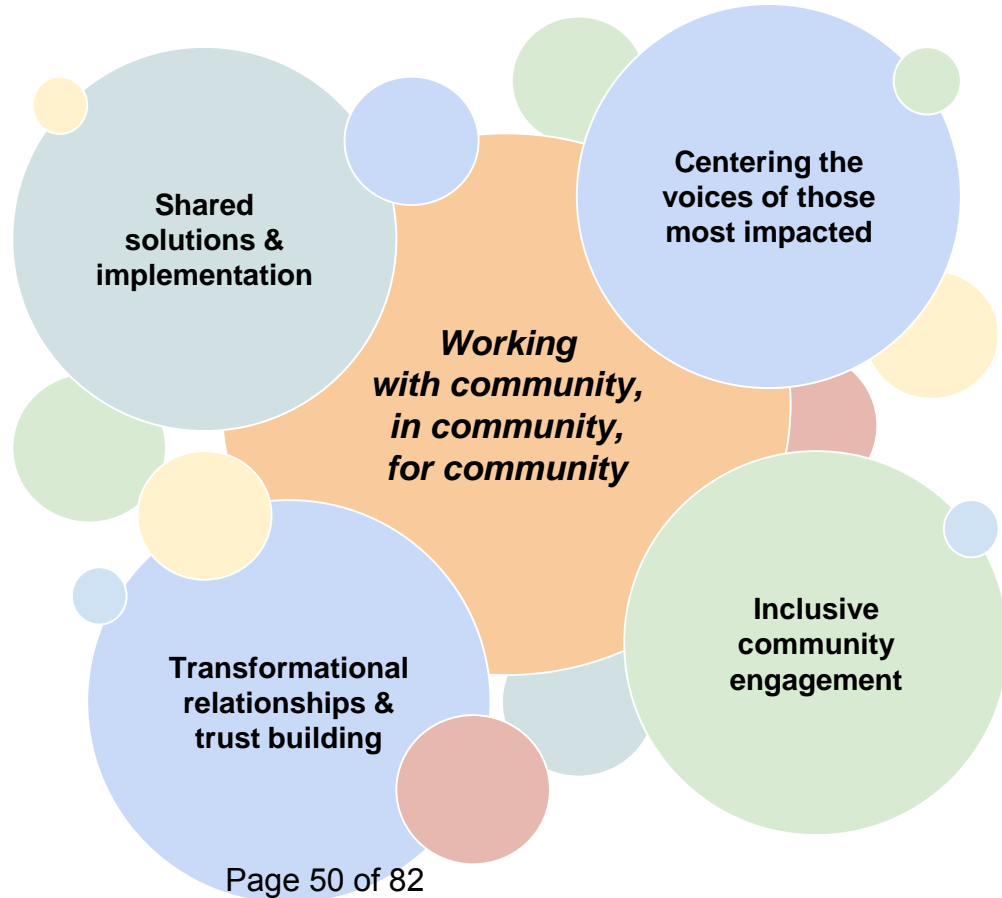 Shared
solutions &
implementation
Centering the
voices of those
most impacted
Working
with community,
in community,
for community
Transformational
relationships &
trust building
Inclusive
community
engagement
Page 50 of 82